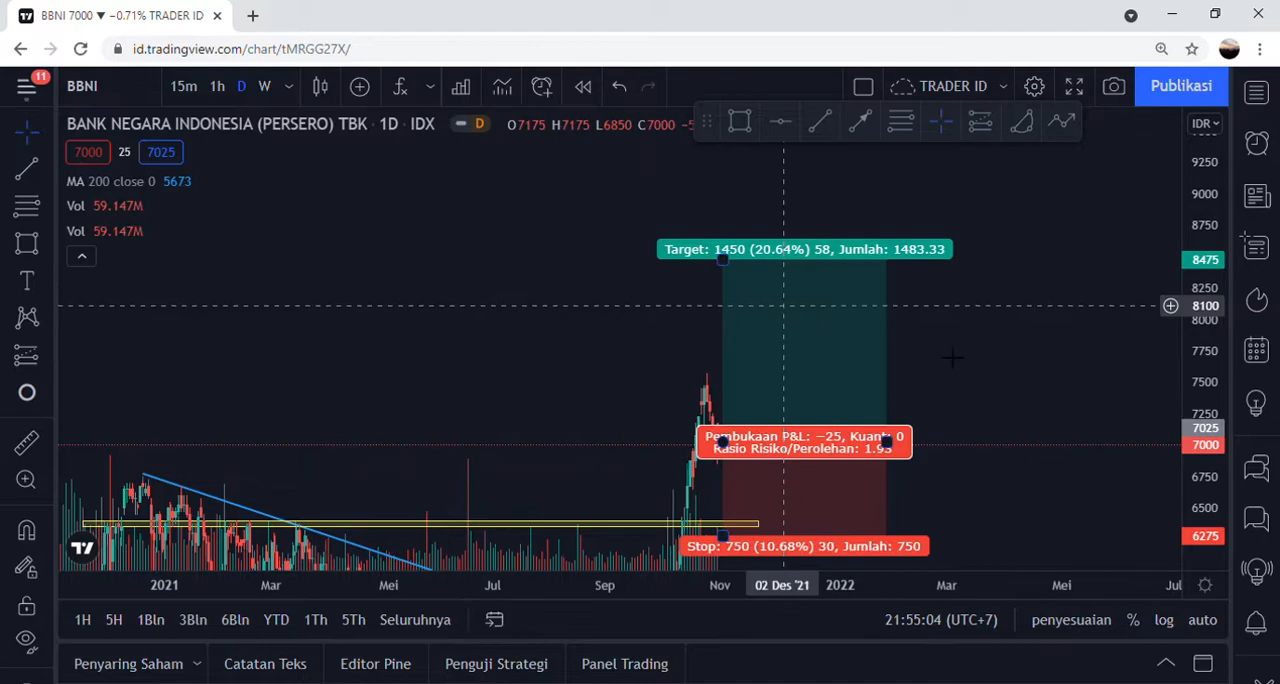 BBNI 7000 ▼ −0.71% TRADER ID
id.tradingview.com/chart/tMRGG27X/
11
BBNI
15m 1h D W
TRADER ID
Publikasi
BANK NEGARA INDONESIA (PERSERO) TBK · 1D · IDX
D
O7175 H7175 L6850 C7000
IDR
7000 25 7025
MA 200 close 0 5673
Vol 59.147M
Vol 59.147M
9250
9000
8750
Target: 1450 (20.64%) 58, Jumlah: 1483.33
8475
8250
8100
8000
7750
7500
7250
7025
Pembukaan P&L: −25, Kuant: 0
7000
Rasio Risiko/Perolehan: 1.93
6750
6500
6275
Stop: 750 (10.68%) 30, Jumlah: 750
2021 Mar Mei Jul Sep Nov 02 Des '21 2022 Mar Mei Jul
1H 5H 1Bln 3Bln 6Bln YTD 1Th 5Th Seluruhnya
21:55:04 (UTC+7) penyesuaian % log auto
Penyaring Saham Catatan Teks Editor Pine Penguji Strategi Panel Trading